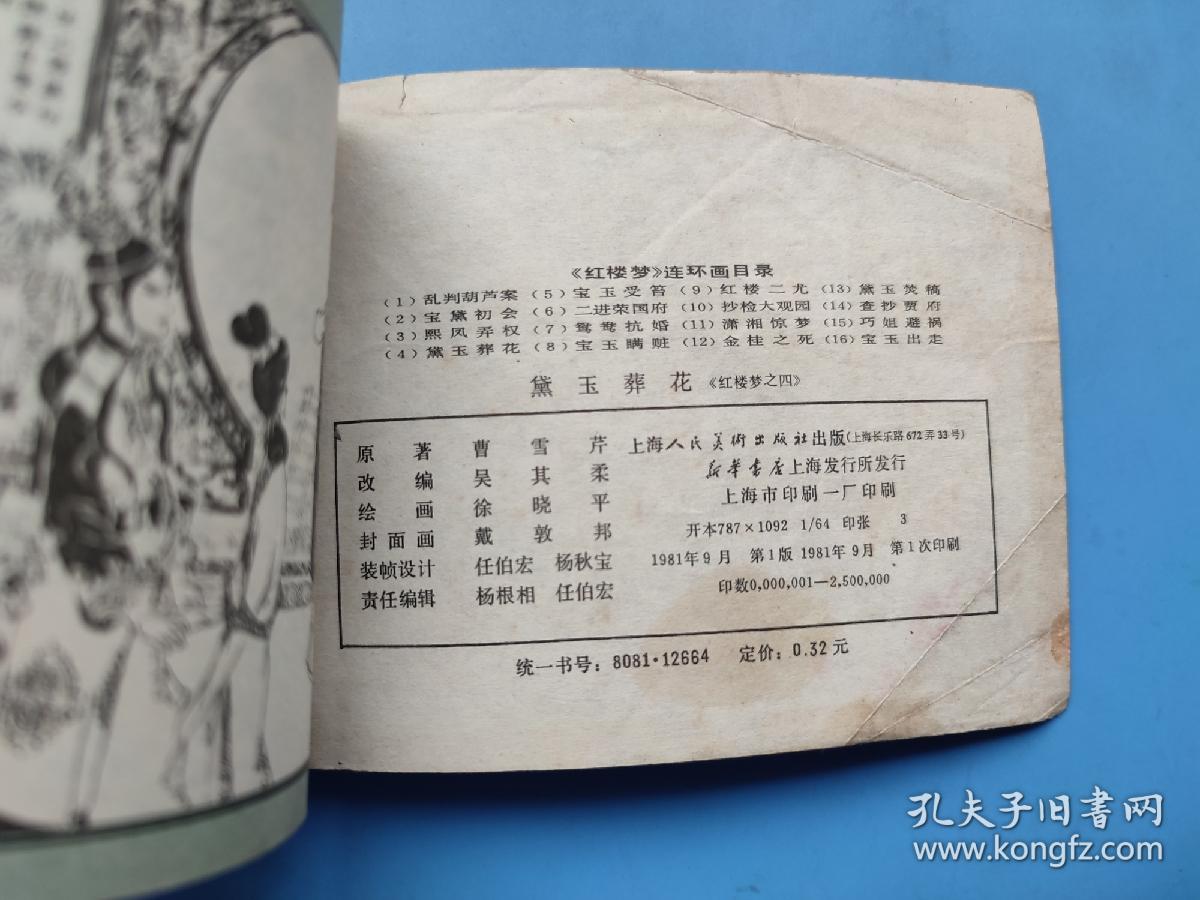 《红楼梦》连环画目录
(1) 乱判葫芦案 (5) 宝玉受笞 (9) 红楼二尤 (13) 黛玉焚稿
(2) 宝黛初会 (6) 二进荣国府 (10) 抄检大观园 (14) 查抄贾府
(3) 熙凤弄权 (7) 鸳鸯抗婚 (11) 潇湘惊梦 (15) 巧姐避祸
(4) 黛玉葬花 (8) 宝玉瞒赃 (12) 金桂之死 (16) 宝玉出走
黛玉葬花 《红楼梦之四》
原著 曹雪芹
改编 吴其柔
绘画 徐晓平
封面画 戴敦邦
装帧设计 任伯宏 杨秋宝
责任编辑 杨根相 任伯宏
上海人民美術出版社出版(上海长乐路672弄33号)
新华书店上海发行所发行
上海市印刷一厂印刷
开本787×1092 1/64 印张 3
1981年9月 第1版 1981年9月 第1次印刷
印数0,000,001—2,500,000
统一书号: 8081·12664 定价: 0.32元
孔夫子旧书网
www.kongfz.com